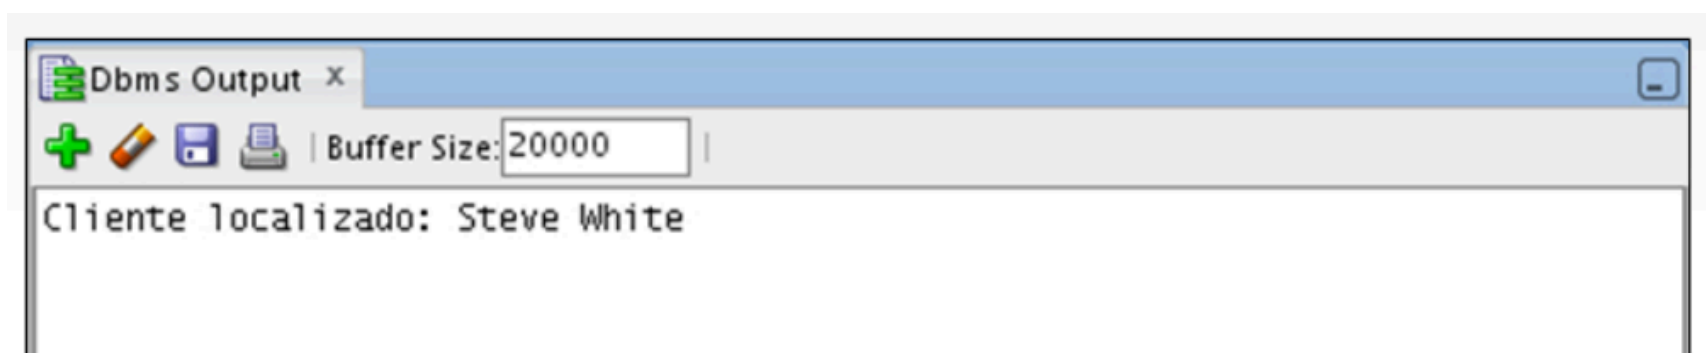 Dbms Output x
Buffer Size: 20000
Cliente localizado: Steve White